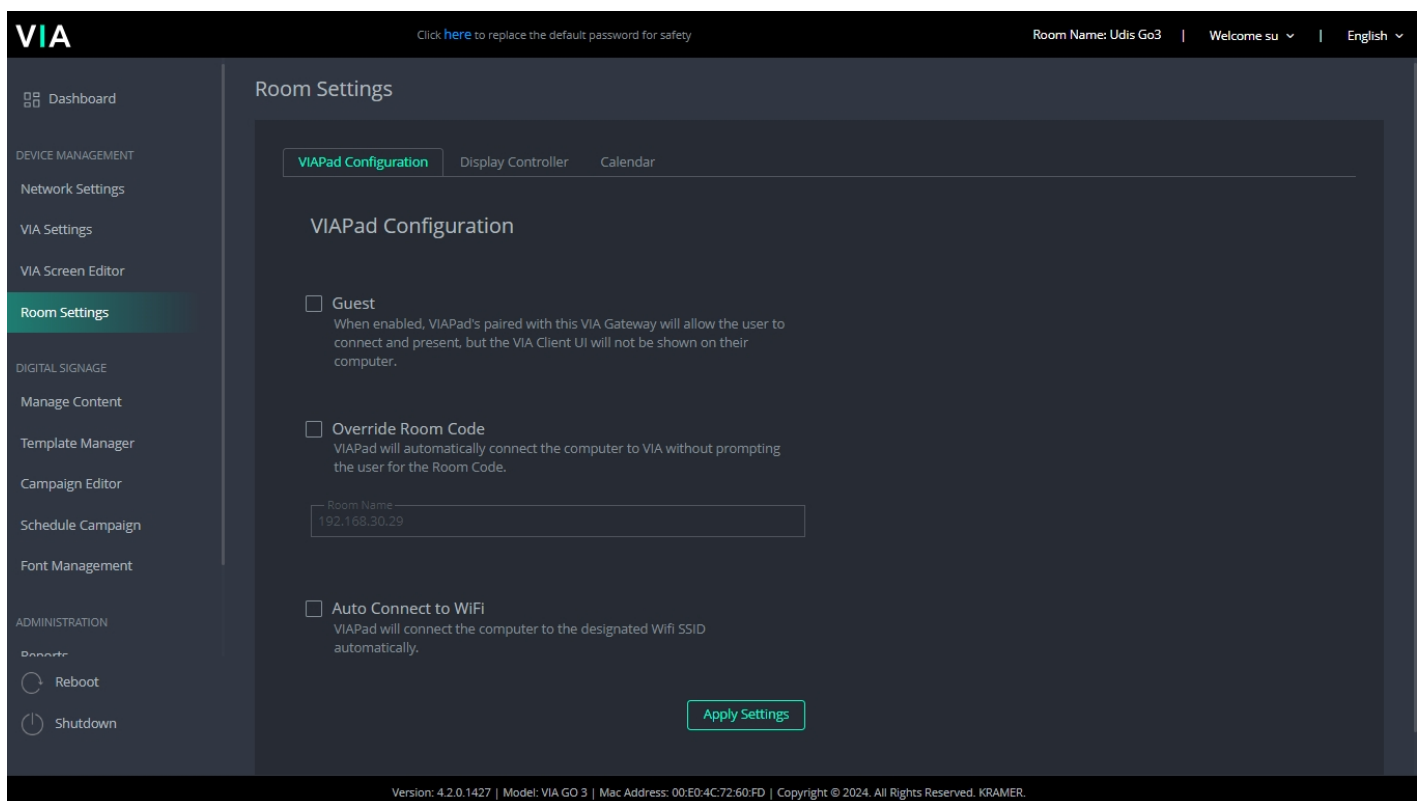 VIA
Click here to replace the default password for safety
Room Name: Udis Go3 | Welcome su | English
Dashboard
DEVICE MANAGEMENT
Network Settings
VIA Settings
VIA Screen Editor
Room Settings
DIGITAL SIGNAGE
Manage Content
Template Manager
Campaign Editor
Schedule Campaign
Font Management
ADMINISTRATION
Reports
Reboot
Shutdown
Room Settings
VIAPad Configuration
Display Controller
Calendar
VIAPad Configuration
Guest
When enabled, VIAPad's paired with this VIA Gateway will allow the user to
connect and present, but the VIA Client UI will not be shown on their
computer.
Override Room Code
VIAPad will automatically connect the computer to VIA without prompting
the user for the Room Code.
Room Name
192.168.30.29
Auto Connect to WiFi
VIAPad will connect the computer to the designated Wifi SSID
automatically.
Apply Settings
Version: 4.2.0.1427 | Model: VIA GO 3 | Mac Address: 00:E0:4C:72:60:FD | Copyright © 2024. All Rights Reserved. KRAMER.